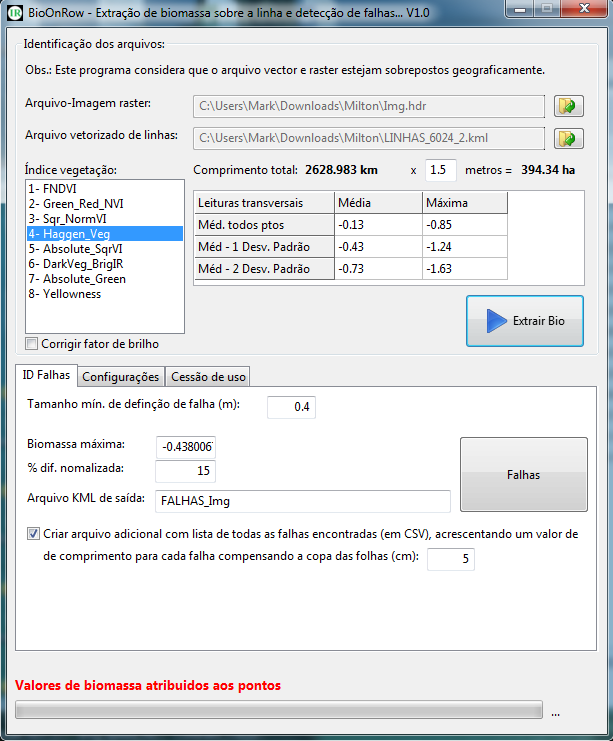 BioOnRow - Extração de biomassa sobre a linha e detecção de falhas... V1.0
Identificação dos arquivos:
Obs.: Este programa considera que o arquivo vector e raster estejam sobrepostos geograficamente.
Arquivo-Imagem raster: C:\Users\Mark\Downloads\Milton\Img.hdr
Arquivo vetorizado de linhas: C:\Users\Mark\Downloads\Milton\LINHAS_6024_2.kml
Índice vegetação: Comprimento total: 2628.983 km x 1.5 metros = 394.34 ha
1- FNDVI
2- Green_Red_NVI
3- Sqr_NormVI
4- Haggen_Veg
5- Absolute_SqrVI
6- DarkVeg_BrigIR
7- Absolute_Green
8- Yellowness
Leituras transversais Média Máxima
Méd. todos ptos -0.13 -0.85
Méd - 1 Desv. Padrão -0.43 -1.24
Méd - 2 Desv. Padrão -0.73 -1.63
Extrair Bio
Corrigir fator de brilho
ID Falhas Configurações Cessão de uso
Tamanho mín. de definção de falha (m): 0.4
Biomassa máxima: -0.438006
% dif. nomalizada: 15
Falhas
Arquivo KML de saída: FALHAS_Img
Criar arquivo adicional com lista de todas as falhas encontradas (em CSV), acrescentando um valor de
de comprimento para cada falha compensando a copa das folhas (cm): 5
Valores de biomassa atribuidos aos pontos
...